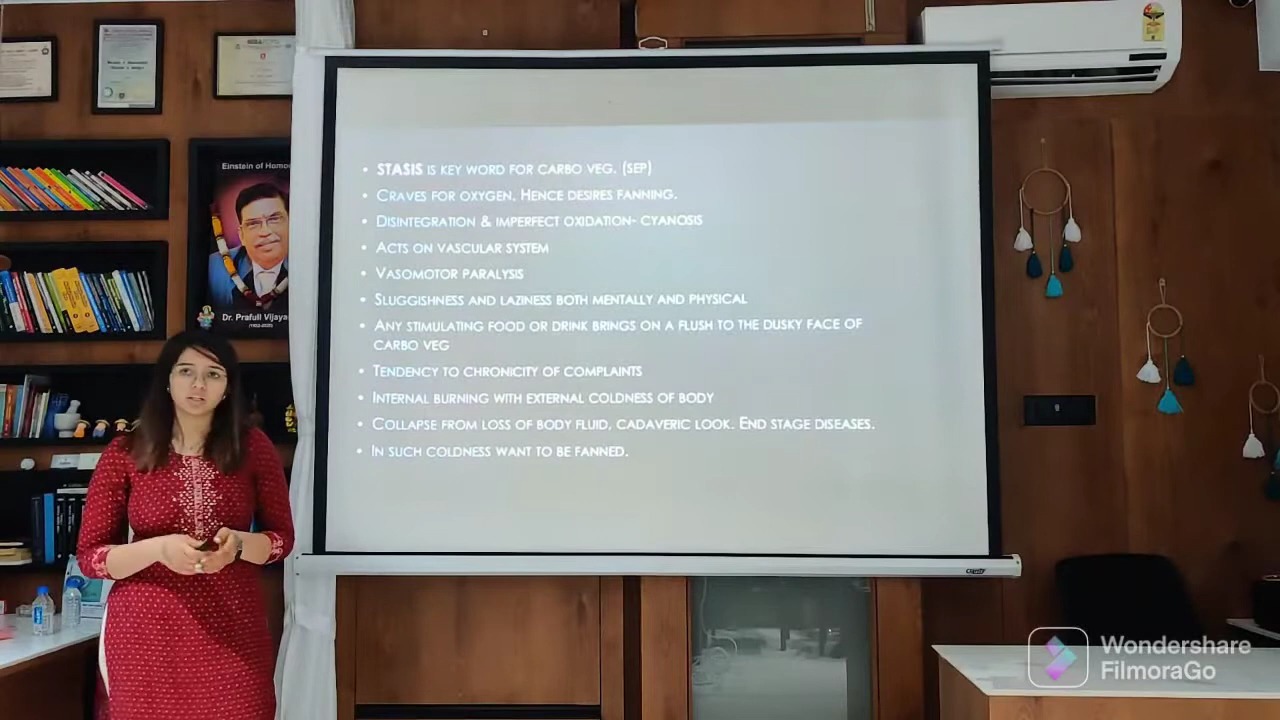 Einstein of Homo
Dr. Prafull Vijaya
• STASIS IS KEY WORD FOR CARBO VEG. (SEP)
• CRAVES FOR OXYGEN. HENCE DESIRES FANNING.
• DISINTEGRATION & IMPERFECT OXIDATION- CYANOSIS
• ACTS ON VASCULAR SYSTEM
• VASOMOTOR PARALYSIS
• SLUGGISHNESS AND LAZINESS BOTH MENTALLY AND PHYSICAL
• ANY STIMULATING FOOD OR DRINK BRINGS ON A FLUSH TO THE DUSKY FACE OF
CARBO VEG
• TENDENCY TO CHRONICITY OF COMPLAINTS
• INTERNAL BURNING WITH EXTERNAL COLDNESS OF BODY
• COLLAPSE FROM LOSS OF BODY FLUID, CADAVERIC LOOK. END STAGE DISEASES.
• IN SUCH COLDNESS WANT TO BE FANNED.
Wondershare
FilmoraGo